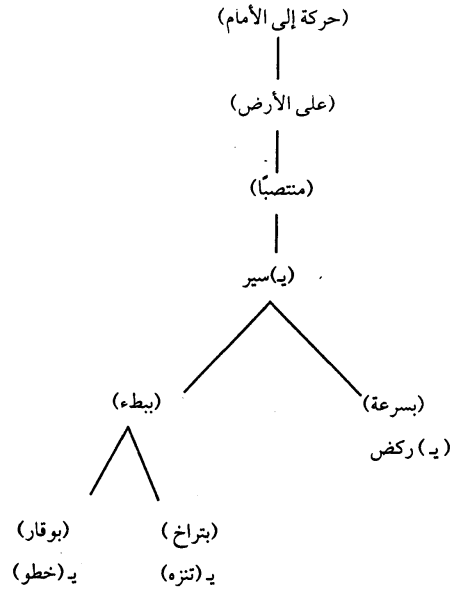 (حركة إلى الأمام)
(على الأرض)
(منتصبًا)
(يـ)سير
(بسرعة) (ببطء)
(يـ) ركض
(بتراخ) (بوقار)
يـ(تنزه) يـ(خطو)